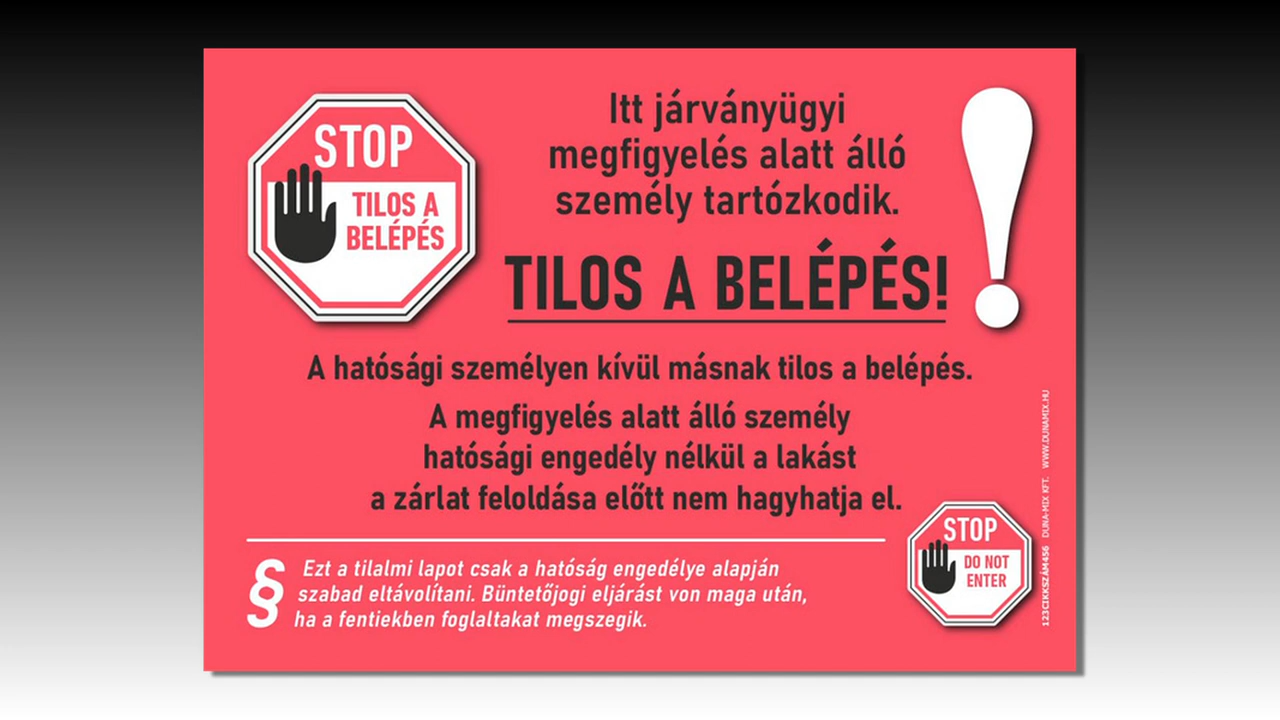 STOP
TILOS A
BELÉPÉS
Itt járványügyi
megfigyelés alatt álló
személy tartózkodik.
TILOS A BELÉPÉS!
A hatósági személyen kívül másnak tilos a belépés.
A megfigyelés alatt álló személy
hatósági engedély nélkül a lakást
a zárlat feloldása előtt nem hagyhatja el.
§ Ezt a tilalmi lapot csak a hatóság engedélye alapján
szabad eltávolítani. Büntetőjogi eljárást von maga után,
ha a fentiekben foglaltakat megszegik.
STOP
DO NOT
ENTER
123CIKKSZÁM456 DUNA-MIX KFT. WWW.DUNAMIX.HU